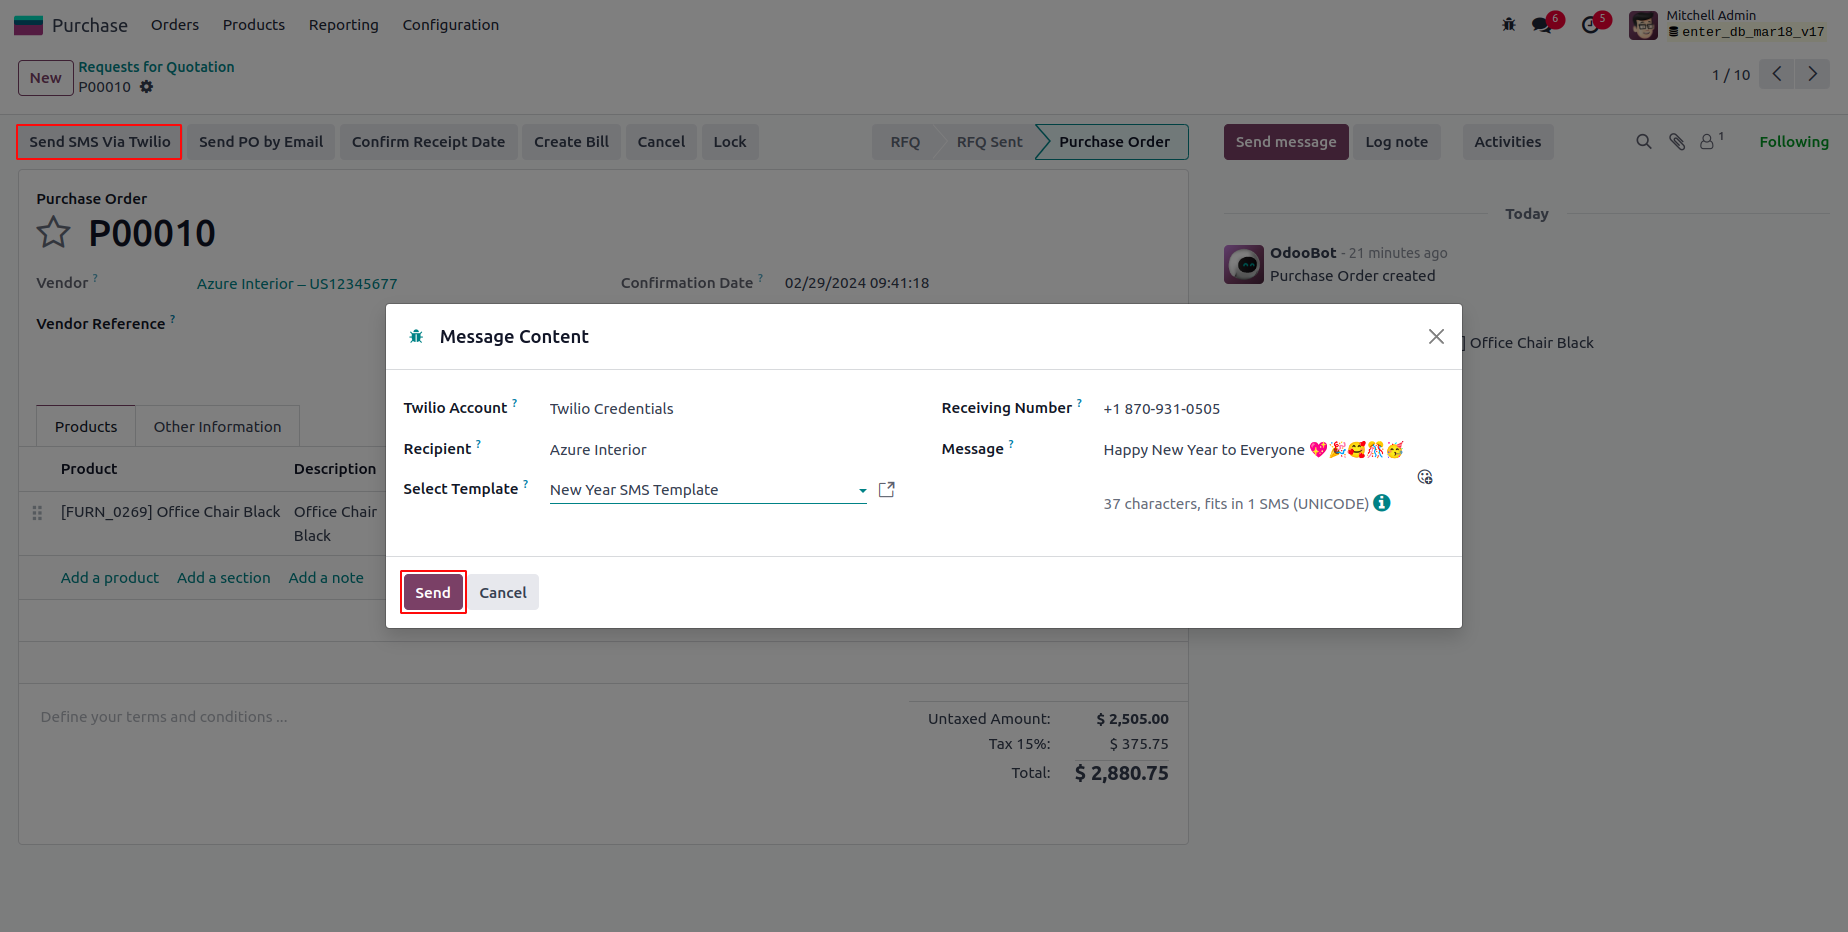 Purchase Orders Products Reporting Configuration 6 5 Mitchell Admin
enter_db_mar18_v17
New Requests for Quotation
P00010
1 / 10
Send SMS Via Twilio Send PO by Email Confirm Receipt Date Create Bill Cancel Lock RFQ RFQ Sent Purchase Order Send message Log note Activities 1 Following
Purchase Order
P00010
Today
Vendor ? Azure Interior – US12345677 Confirmation Date ? 02/29/2024 09:41:18
OdooBot - 21 minutes ago
Purchase Order created
Vendor Reference ?
] Office Chair Black
Message Content
Twilio Account ? Twilio Credentials Receiving Number ? +1 870-931-0505
Recipient ? Azure Interior Message ? Happy New Year to Everyone 💖🎉🥰🎊🥳
Select Template ? New Year SMS Template
37 characters, fits in 1 SMS (UNICODE)
Send Cancel
Products Other Information
Product Description
[FURN_0269] Office Chair Black Office Chair
Black
Add a product Add a section Add a note
Define your terms and conditions ...
Untaxed Amount: $ 2,505.00
Tax 15%: $ 375.75
Total: $ 2,880.75